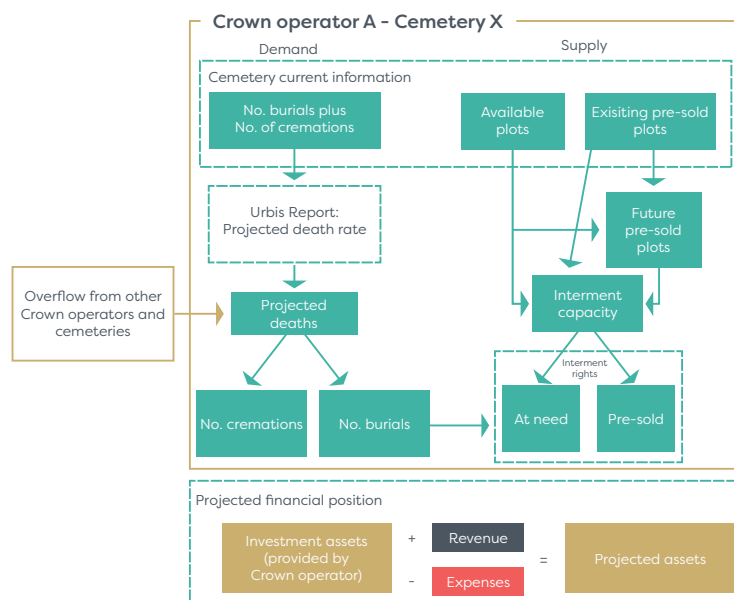 Crown operator A - Cemetery X
Demand
Supply
Cemetery current information
No. burials plus
No. of cremations
Available
plots
Exisiting pre-sold
plots
Urbis Report:
Projected death rate
Future
pre-sold
plots
Overflow from other
Crown operators and
cemeteries
Projected
deaths
Interment
capacity
Interment
rights
No. cremations
No. burials
At need
Pre-sold
Projected financial position
Investment assets
(provided by
Crown operator)
+
Revenue
-
Expenses
=
Projected assets